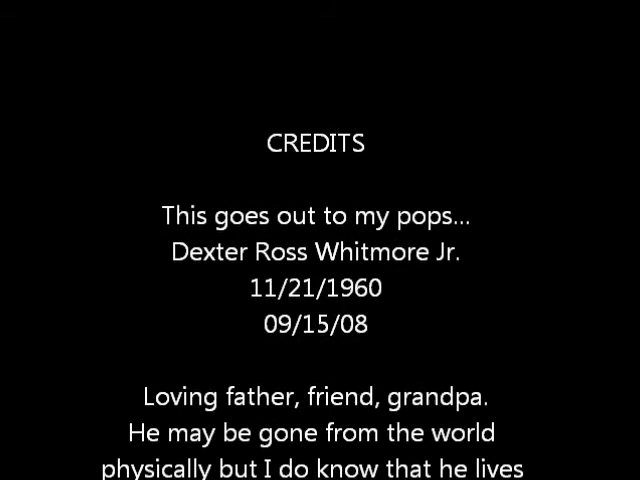 CREDITS
This goes out to my pops...
Dexter Ross Whitmore Jr.
11/21/1960
09/15/08
Loving father, friend, grandpa.
He may be gone from the world
physically but I do know that he lives